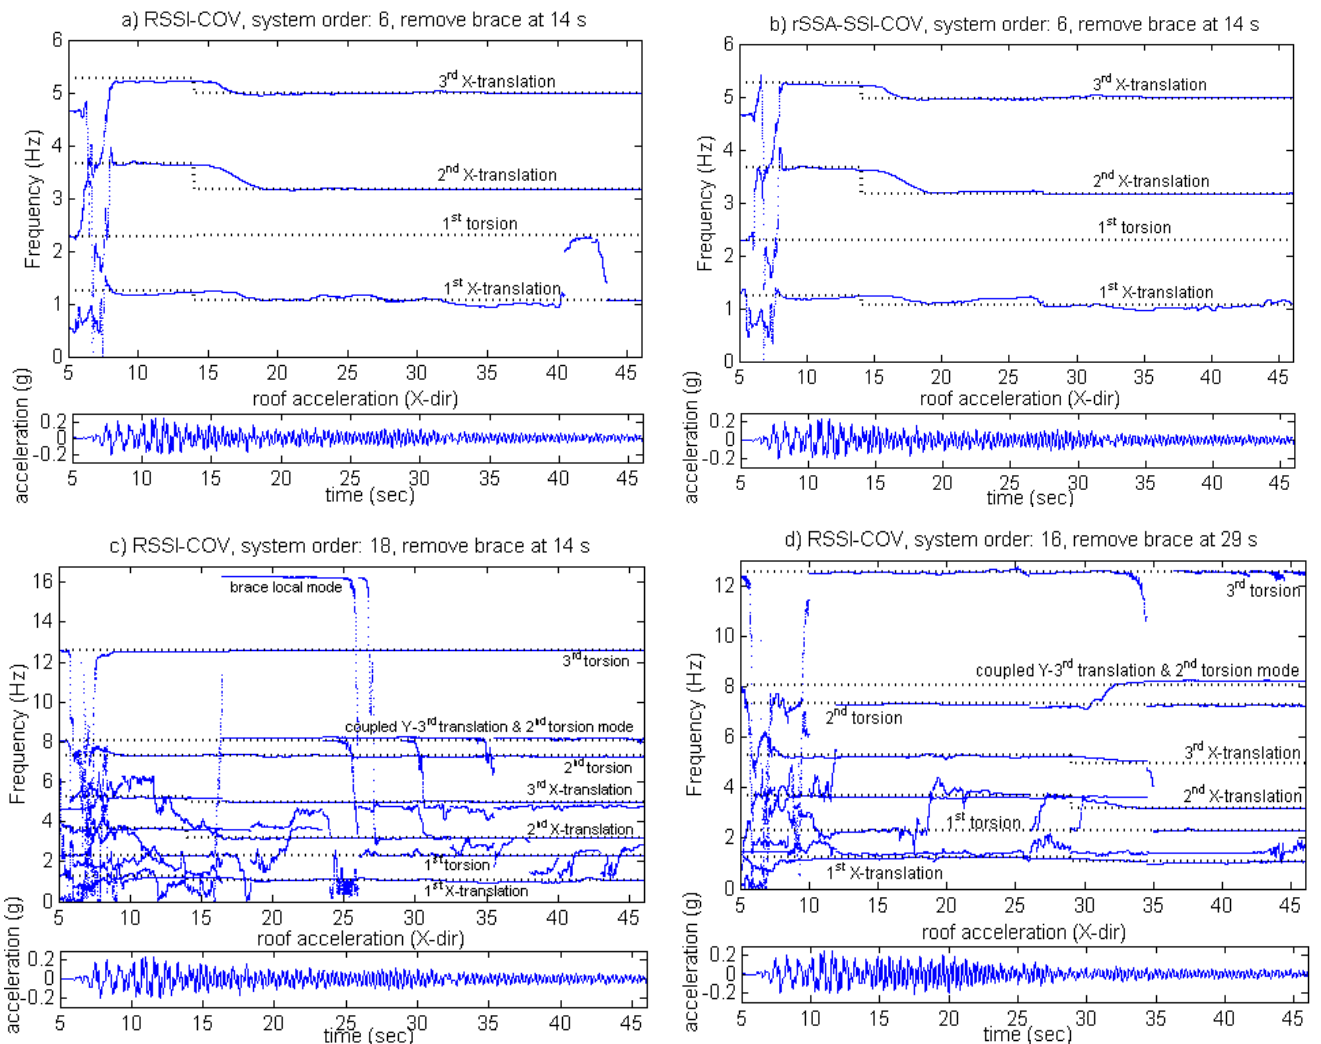 a) RSSI-COV, system order: 6, remove brace at 14 s
6
5
4
3
2
1
0
Frequency (Hz)
3rd X-translation
2nd X-translation
1st torsion
1st X-translation
5 10 15 20 25 30 35 40 45
roof acceleration (X-dir)
acceleration (g)
0.2
0
-0.2
5 10 15 20 25 30 35 40 45
time (sec)
b) rSSA-SSI-COV, system order: 6, remove brace at 14 s
6
5
4
3
2
1
0
Frequency (Hz)
3rd X-translation
2nd X-translation
1st torsion
1st X-translation
5 10 15 20 25 30 35 40 45
roof acceleration (X-dir)
acceleration (g)
0.2
0
-0.2
5 10 15 20 25 30 35 40 45
time (sec)
c) RSSI-COV, system order: 18, remove brace at 14 s
16
14
12
10
8
6
4
2
0
Frequency (Hz)
brace local mode
3rd torsion
coupled Y-3rd translation & 2nd torsion mode
2nd torsion
3rd X-translation
2nd X-translation
1st torsion
1st X-translation
5 10 15 20 25 30 35 40 45
roof acceleration (X-dir)
acceleration (g)
0.2
0
-0.2
5 10 15 20 25 30 35 40 45
time (sec)
d) RSSI-COV, system order: 16, remove brace at 29 s
12
10
8
6
4
2
0
Frequency (Hz)
3rd torsion
coupled Y-3rd translation & 2nd torsion mode
2nd torsion
3rd X-translation
2nd X-translation
1st torsion
1st X-translation
5 10 15 20 25 30 35 40 45
roof acceleration (X-dir)
acceleration (g)
0.2
0
-0.2
5 10 15 20 25 30 35 40 45
time (sec)